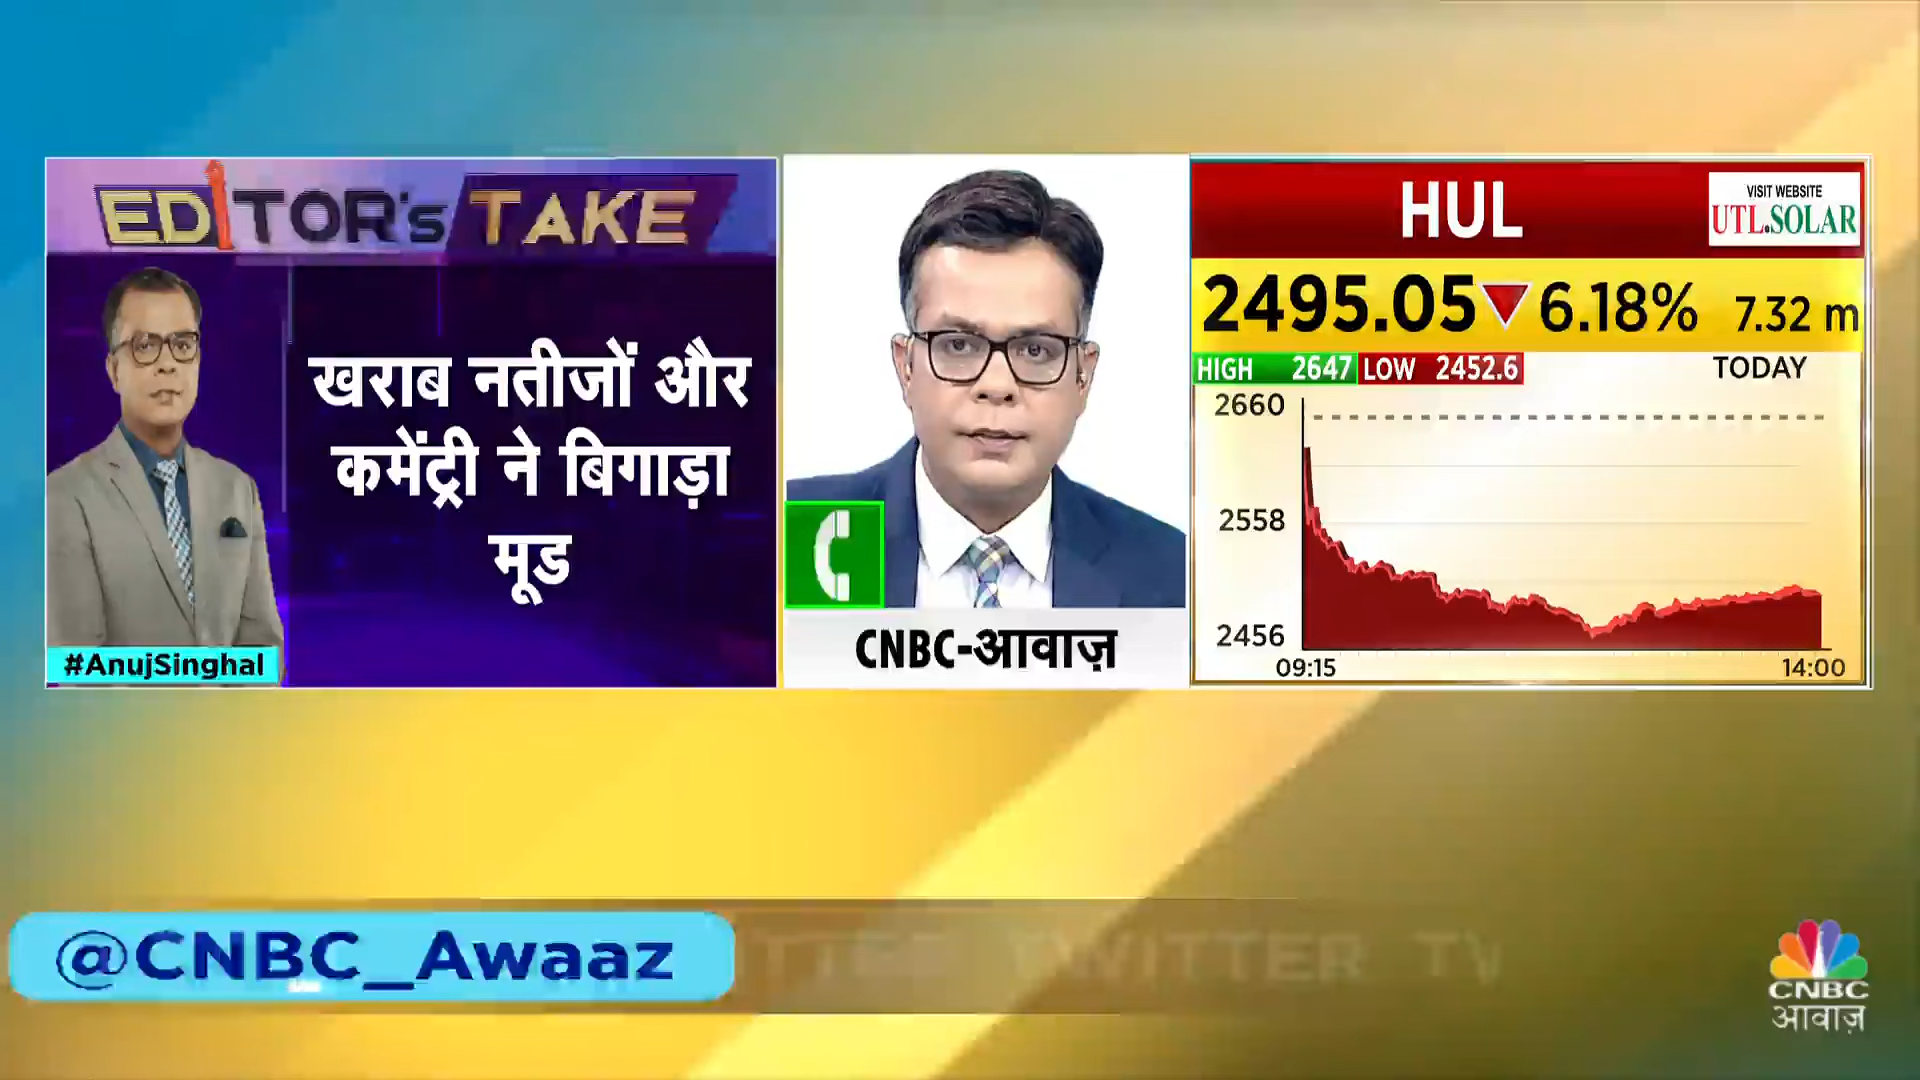 EDITOR's TAKE
खराब नतीजों और
कमेंट्री ने बिगाड़ा
मूड
#AnujSinghal
CNBC-आवाज़
HUL
VISIT WEBSITE
UTL.SOLAR
2495.05 ▼ 6.18% 7.32 m
HIGH 2647 LOW 2452.6 TODAY
2660
2558
2456
09:15 14:00
@CNBC_Awaaz
TWITTER
CNBC
आवाज़